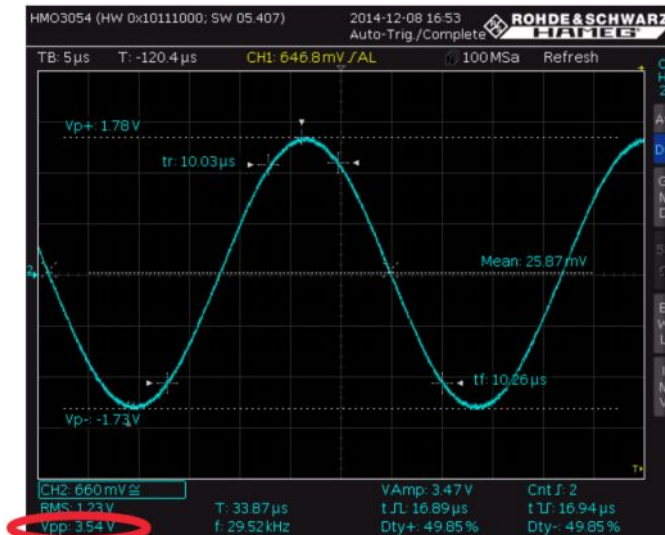 HMO3054 (HW 0x10111000; SW 05.407)
2014-12-08 16:53
Auto-Trig./Complete
ROHDE&SCHWARZ
HAMEG
TB: 5µs T: -120.4µs CH1: 646.8mV ∕AL 100MSa Refresh
Vp+: 1.78V
tr: 10.03µs
2
Mean: 25.87mV
tf: 10.26µs
Vp-: -1.73V
T
CH2: 660mV≅
RMS: 1.23V
Vpp: 3.54V
T: 33.87µs
f: 29.52kHz
VAmp: 3.47V
t⎍: 16.89µs
Dty+: 49.85%
Cnt ∫: 2
t: 16.94µs
Dty-: 49.85%